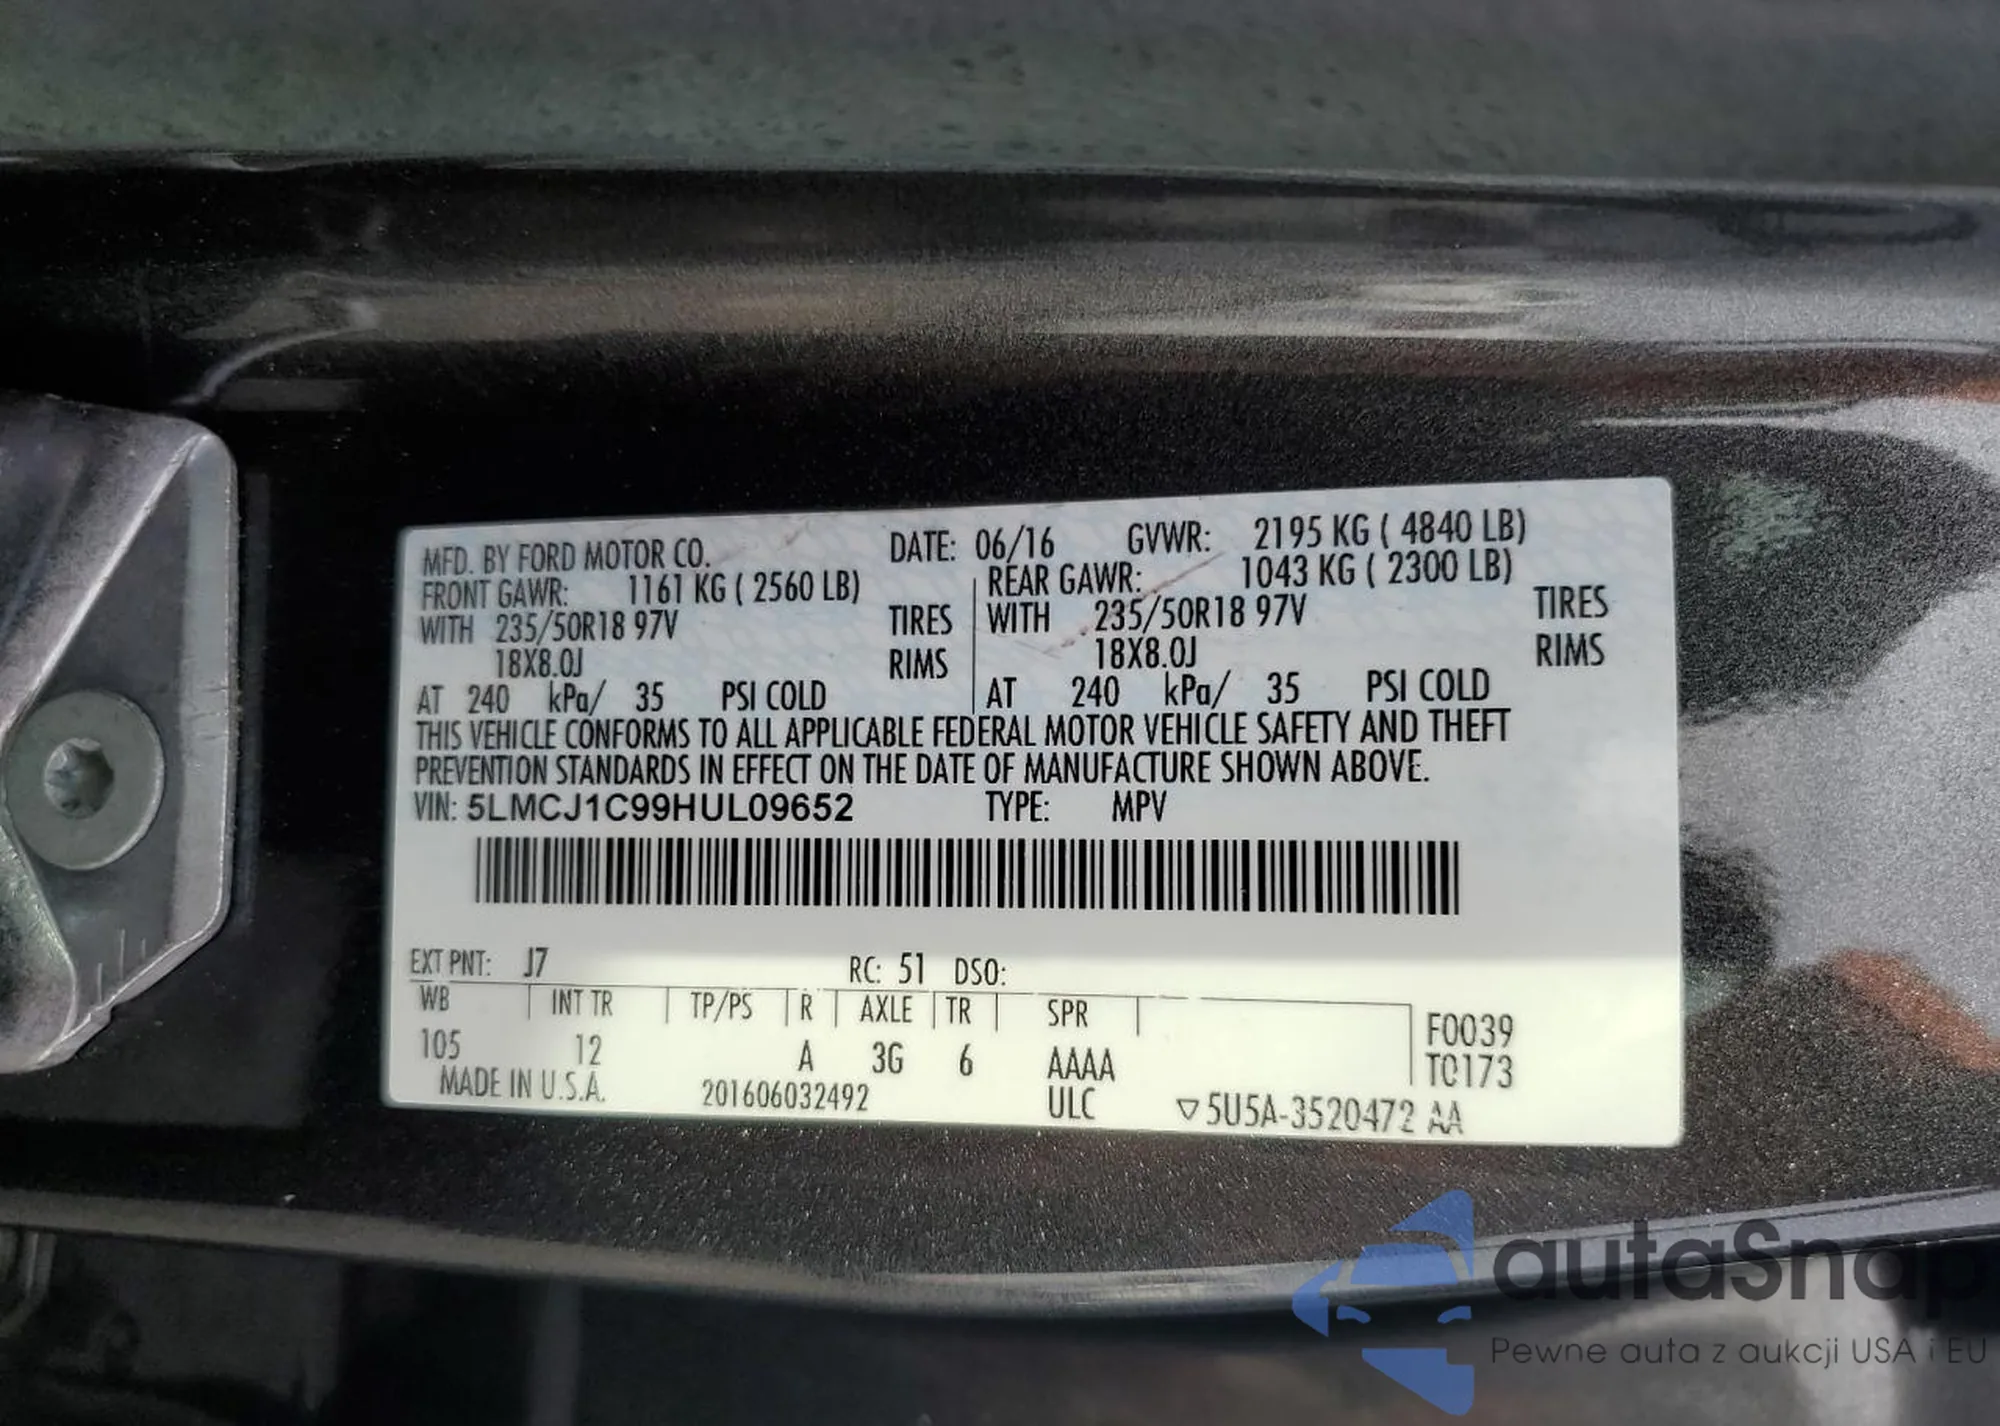 MFD. BY FORD MOTOR CO. DATE: 06/16 GVWR: 2195 KG ( 4840 LB)
FRONT GAWR: 1161 KG ( 2560 LB) REAR GAWR: 1043 KG ( 2300 LB)
WITH 235/50R18 97V TIRES WITH 235/50R18 97V TIRES
18X8.0J RIMS 18X8.0J RIMS
AT 240 kPa/ 35 PSI COLD AT 240 kPa/ 35 PSI COLD
THIS VEHICLE CONFORMS TO ALL APPLICABLE FEDERAL MOTOR VEHICLE SAFETY AND THEFT
PREVENTION STANDARDS IN EFFECT ON THE DATE OF MANUFACTURE SHOWN ABOVE.
VIN: 5LMCJ1C99HUL09652 TYPE: MPV
EXT PNT: J7 RC: 51 DSO:
WB INT TR TP/PS R AXLE TR SPR
F0039
105 12 A 3G 6 AAAA T0173
MADE IN U.S.A. 201606032492 ULC ▽5U5A-3520472 AA
autaSnap
Pewne auta z aukcji USA i EU